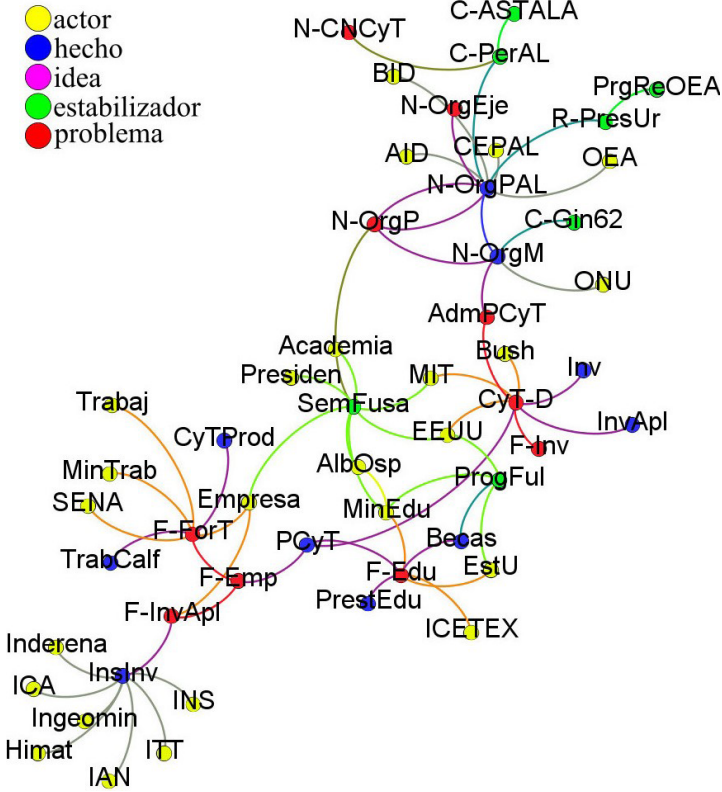 actor
hecho
idea
estabilizador
problema
C-ASTALA
N-CNCyT
C-PerAL
BID
PrgReOEA
N-OrgEje
R-PresUr
AID
CEPAL
OEA
N-OrgPAL
N-OrgP
C-Gin62
N-OrgM
ONU
AdmPCyT
Academia
Bush
Presiden
MIT
Inv
Trabaj
SemFusa
CyT-D
CyTProd
EEUU
InvApl
F-Inv
MinTrab
AlbOsp
ProgFul
SENA
Empresa
MinEdu
F-ForT
PCyT
Becas
TrabCalf
F-Emp
F-Edu
EstU
F-InvApl
PrestEdu
ICETEX
Inderena
InsInv
ICA
INS
Ingeomin
Himat
ITT
IAN